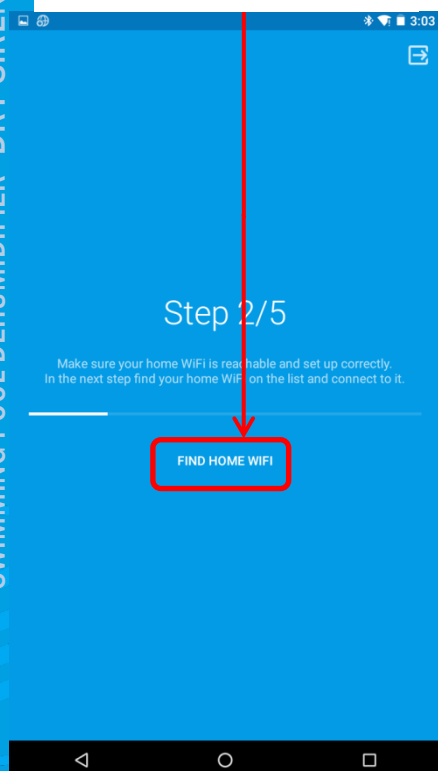 3:03
Step 2/5
Make sure your home WiFi is reachable and set up correctly.
In the next step find your home WiFi on the list and connect to it.
FIND HOME WIFI